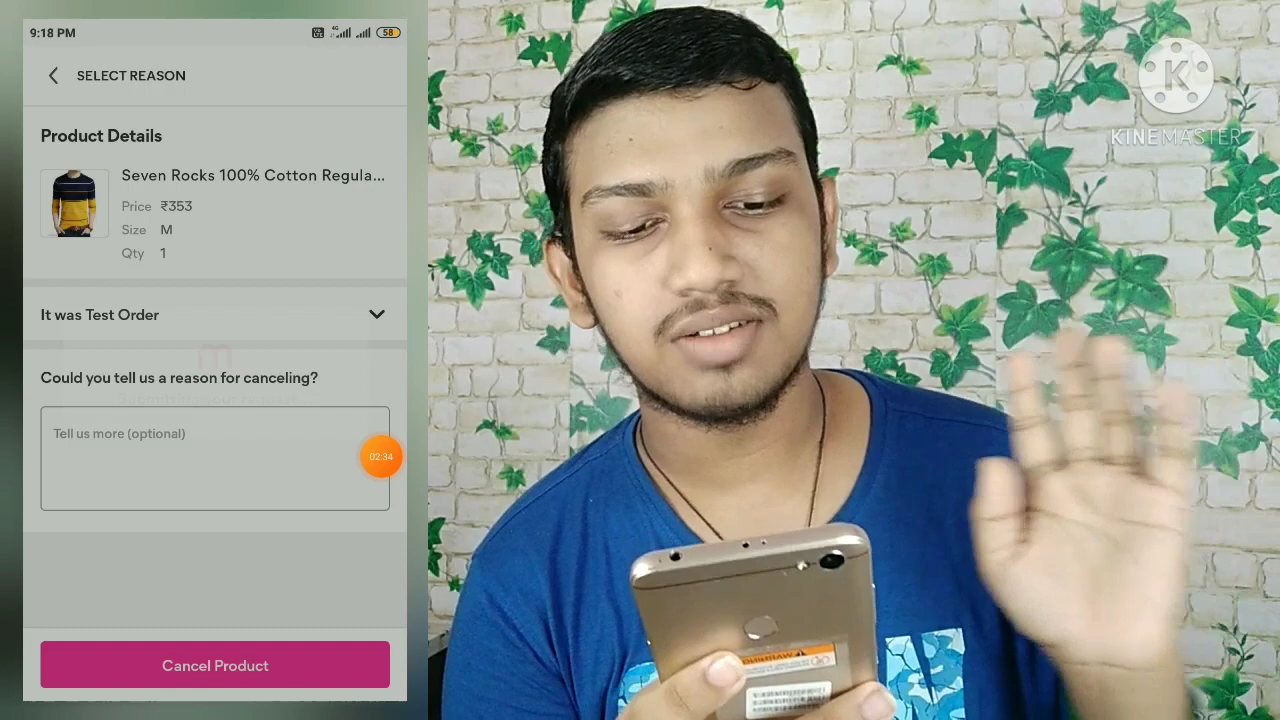 9:18 PM
58
SELECT REASON
Product Details
Seven Rocks 100% Cotton Regula...
Price ₹353
Size M
Qty 1
It was Test Order
Could you tell us a reason for canceling?
Tell us more (optional)
02:34
Cancel Product
KINEMASTER